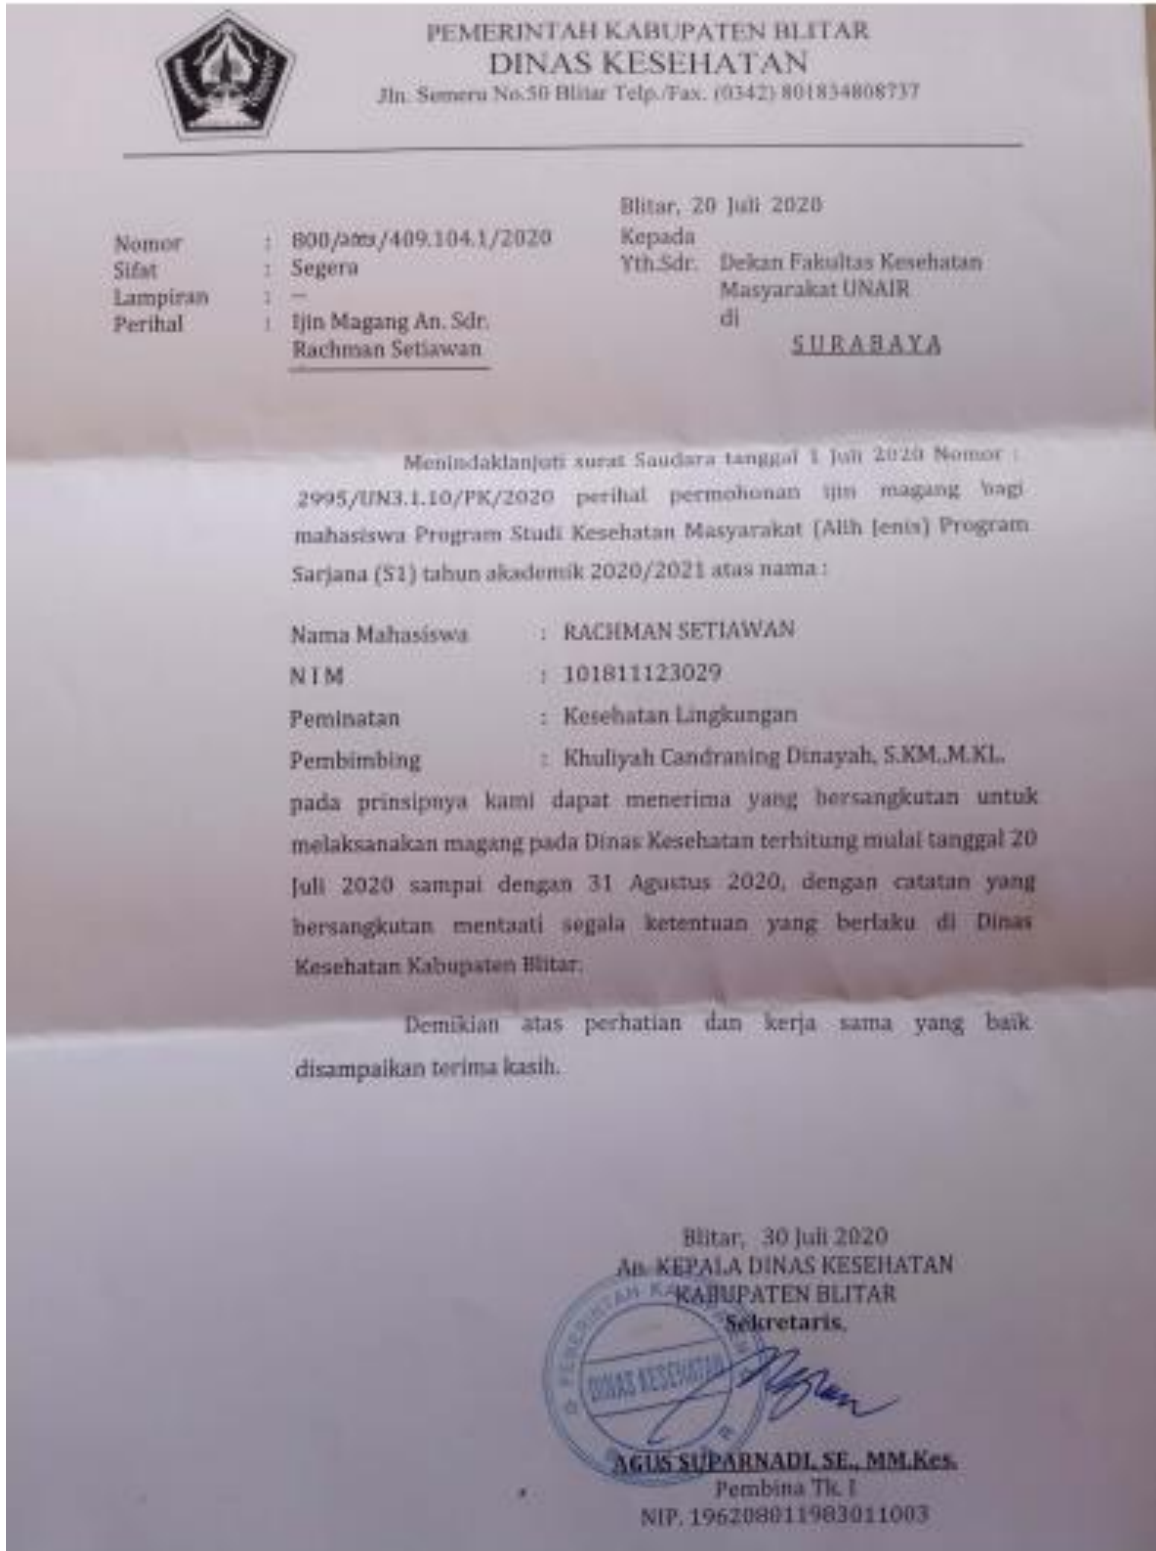 PEMERINTAH KABUPATEN BLITAR
DINAS KESEHATAN
Jln. Semeru No.50 Blitar Telp./Fax. (0342) 801834808737
Blitar, 20 Juli 2020
Nomor : 800/ /409.104.1/2020
Sifat : Segera
Lampiran : —
Perihal : Ijin Magang An. Sdr.
Rachman Setiawan
Kepada
Yth.Sdr. Dekan Fakultas Kesehatan
Masyarakat UNAIR
di
SURABAYA
Menindaklanjuti surat Saudara tanggal 1 Juli 2020 Nomor :
2995/UN3.1.10/PK/2020 perihal permohonan ijin magang bagi
mahasiswa Program Studi Kesehatan Masyarakat (Alih Jenis) Program
Sarjana (S1) tahun akademik 2020/2021 atas nama :
Nama Mahasiswa : RACHMAN SETIAWAN
N I M : 101811123029
Peminatan : Kesehatan Lingkungan
Pembimbing : Khuliyah Candraning Dinayah, S.KM.,M.KL.
pada prinsipnya kami dapat menerima yang bersangkutan untuk
melaksanakan magang pada Dinas Kesehatan terhitung mulai tanggal 20
Juli 2020 sampai dengan 31 Agustus 2020, dengan catatan yang
bersangkutan mentaati segala ketentuan yang berlaku di Dinas
Kesehatan Kabupaten Blitar.
Demikian atas perhatian dan kerja sama yang baik
disampaikan terima kasih.
Blitar, 30 Juli 2020
An. KEPALA DINAS KESEHATAN
KABUPATEN BLITAR
Sekretaris,
DINAS KESEHATAN
AGUS SUPARNADI, SE., MM.Kes.
Pembina Tk. I
NIP. 196208011983011003